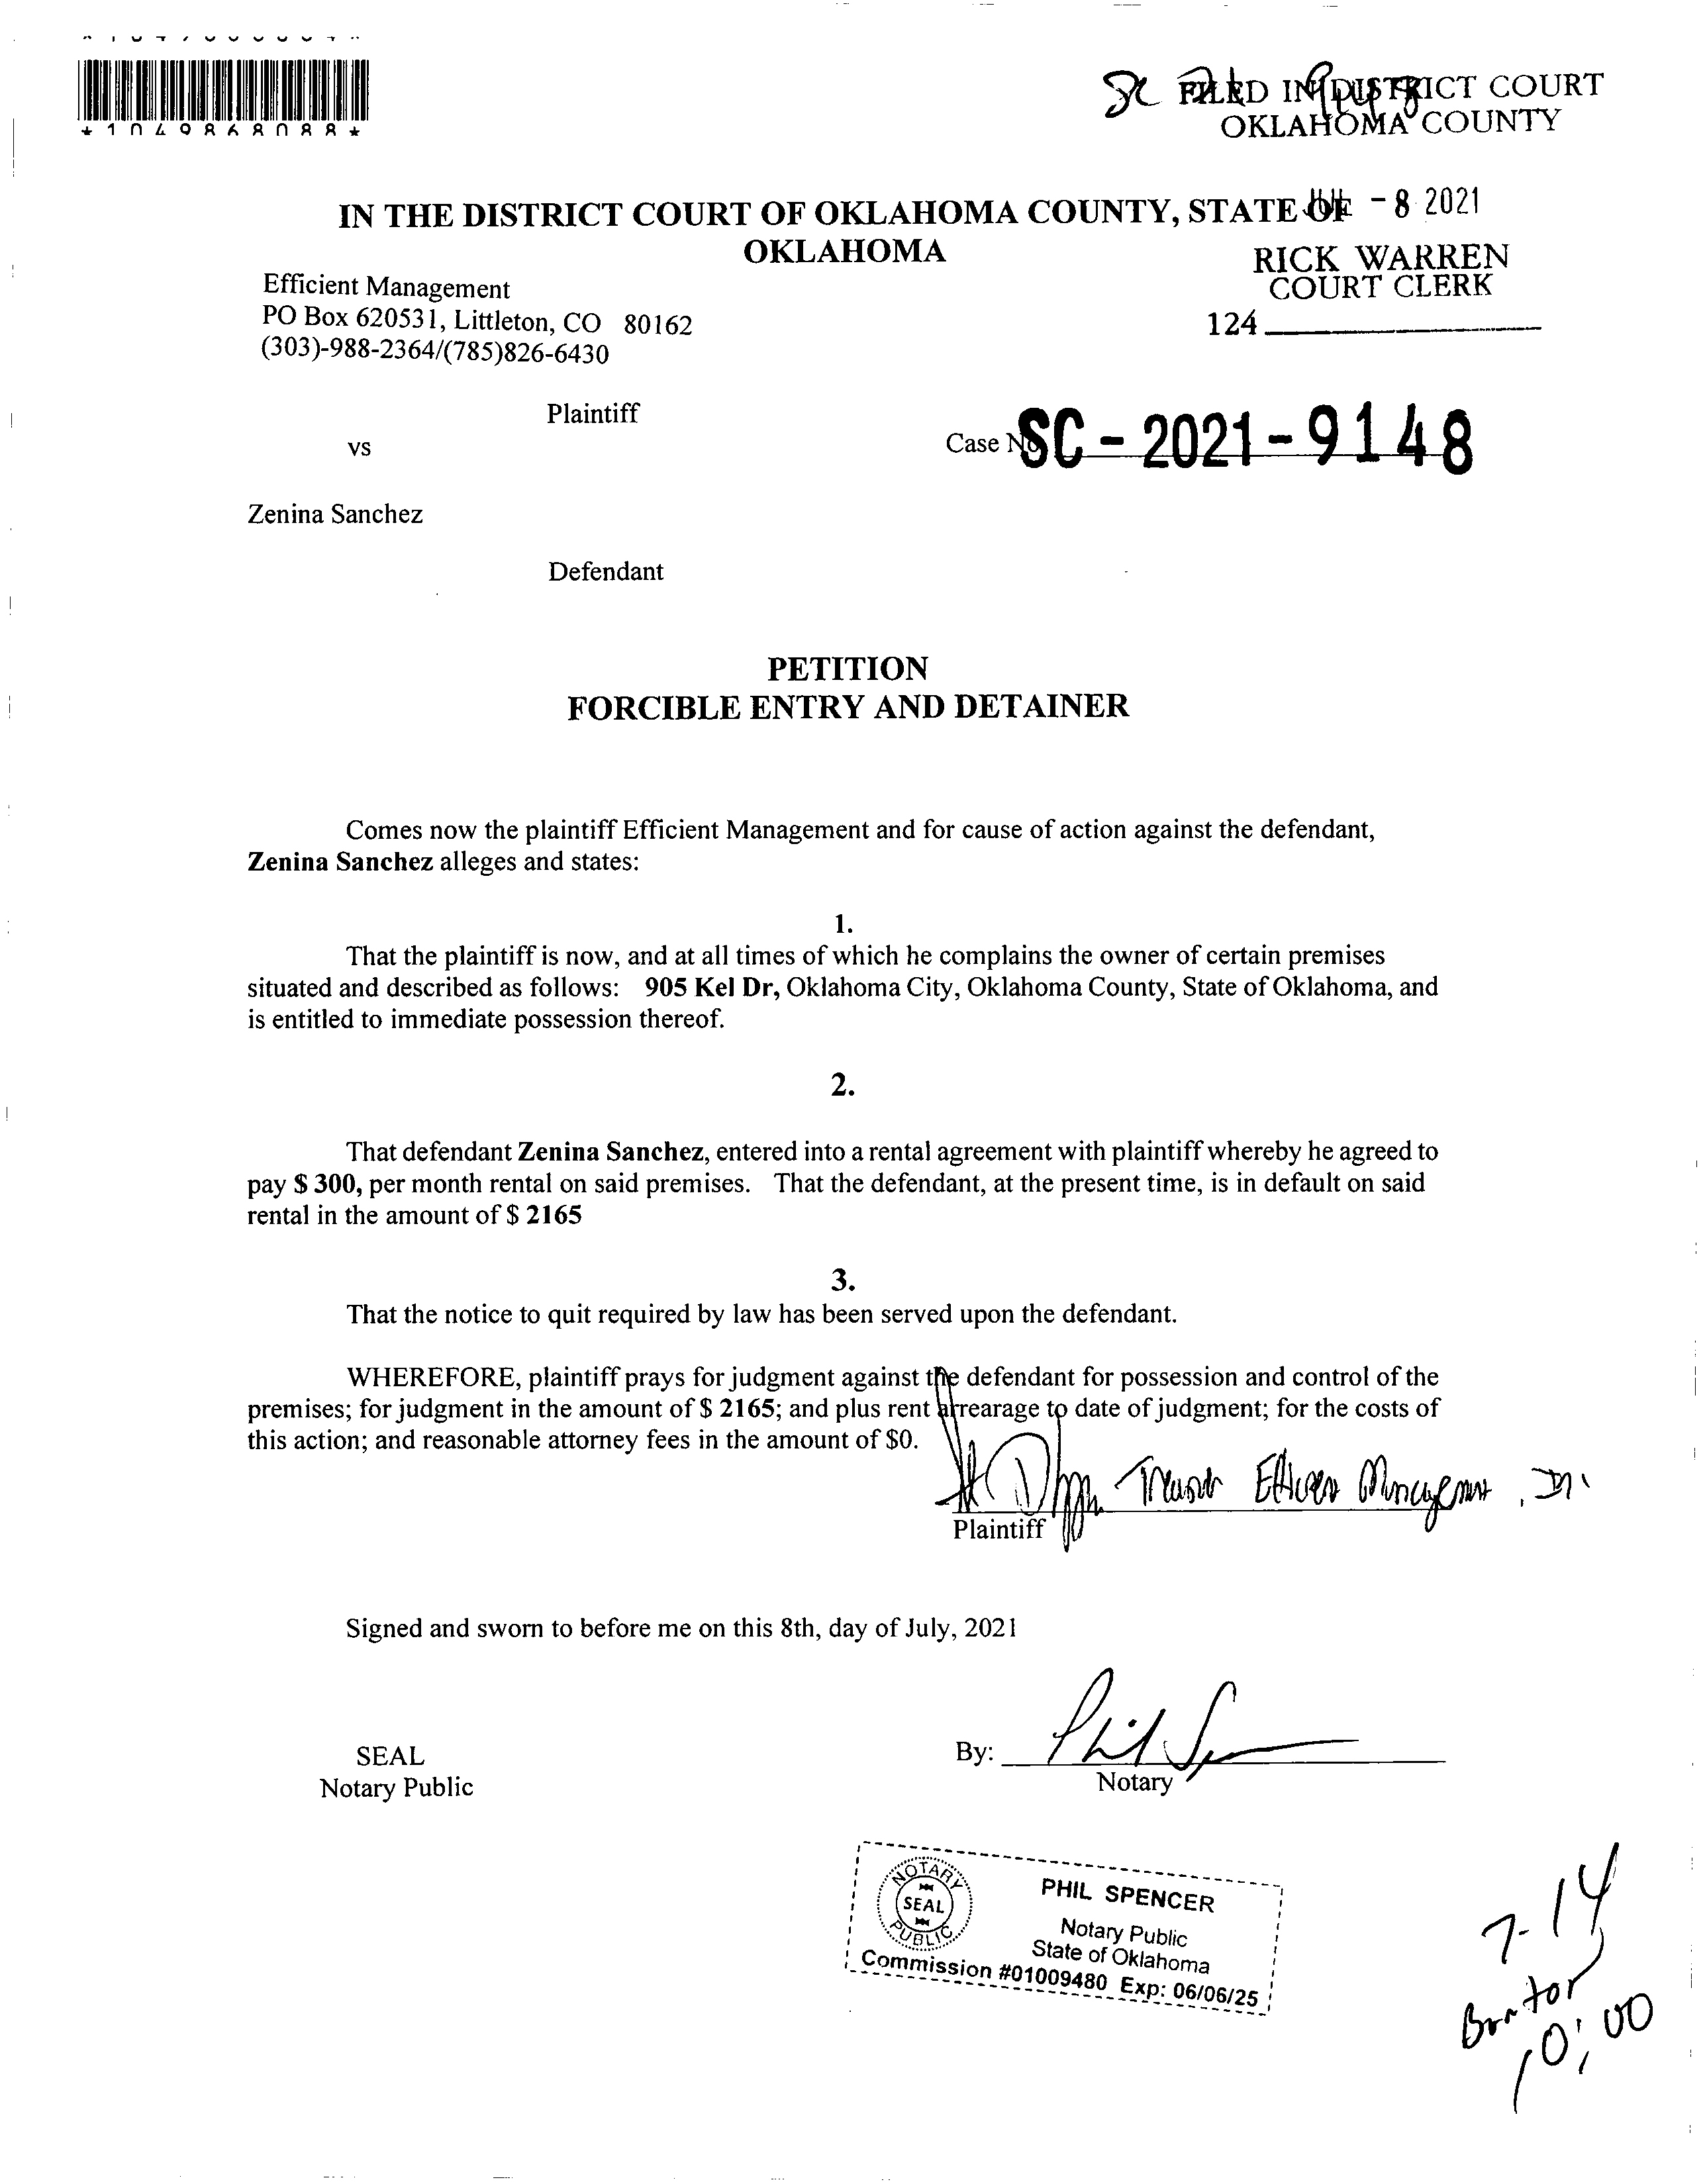 *1049868088*
FILED IN DISTRICT COURT
OKLAHOMA COUNTY
IN THE DISTRICT COURT OF OKLAHOMA COUNTY, STATE OF
OKLAHOMA
JUL - 8 2021
RICK WARREN
COURT CLERK
124
Efficient Management
PO Box 620531, Littleton, CO 80162
(303)-988-2364/(785)826-6430
Plaintiff
vs
Case No SC - 2021 - 9148
Zenina Sanchez
Defendant
PETITION
FORCIBLE ENTRY AND DETAINER
Comes now the plaintiff Efficient Management and for cause of action against the defendant,
Zenina Sanchez alleges and states:
1.
That the plaintiff is now, and at all times of which he complains the owner of certain premises
situated and described as follows: 905 Kel Dr, Oklahoma City, Oklahoma County, State of Oklahoma, and
is entitled to immediate possession thereof.
2.
That defendant Zenina Sanchez, entered into a rental agreement with plaintiff whereby he agreed to
pay $ 300, per month rental on said premises. That the defendant, at the present time, is in default on said
rental in the amount of $ 2165
3.
That the notice to quit required by law has been served upon the defendant.
WHEREFORE, plaintiff prays for judgment against the defendant for possession and control of the
premises; for judgment in the amount of $ 2165; and plus rent arrearage to date of judgment; for the costs of
this action; and reasonable attorney fees in the amount of $0.
Efficien Management, In
Plaintiff
Signed and sworn to before me on this 8th, day of July, 2021
SEAL
Notary Public
By: Phil S
Notary
NOTARY
SEAL
PUBLIC
PHIL SPENCER
Notary Public
State of Oklahoma
Commission #01009480 Exp: 06/06/25
7-14
10:00